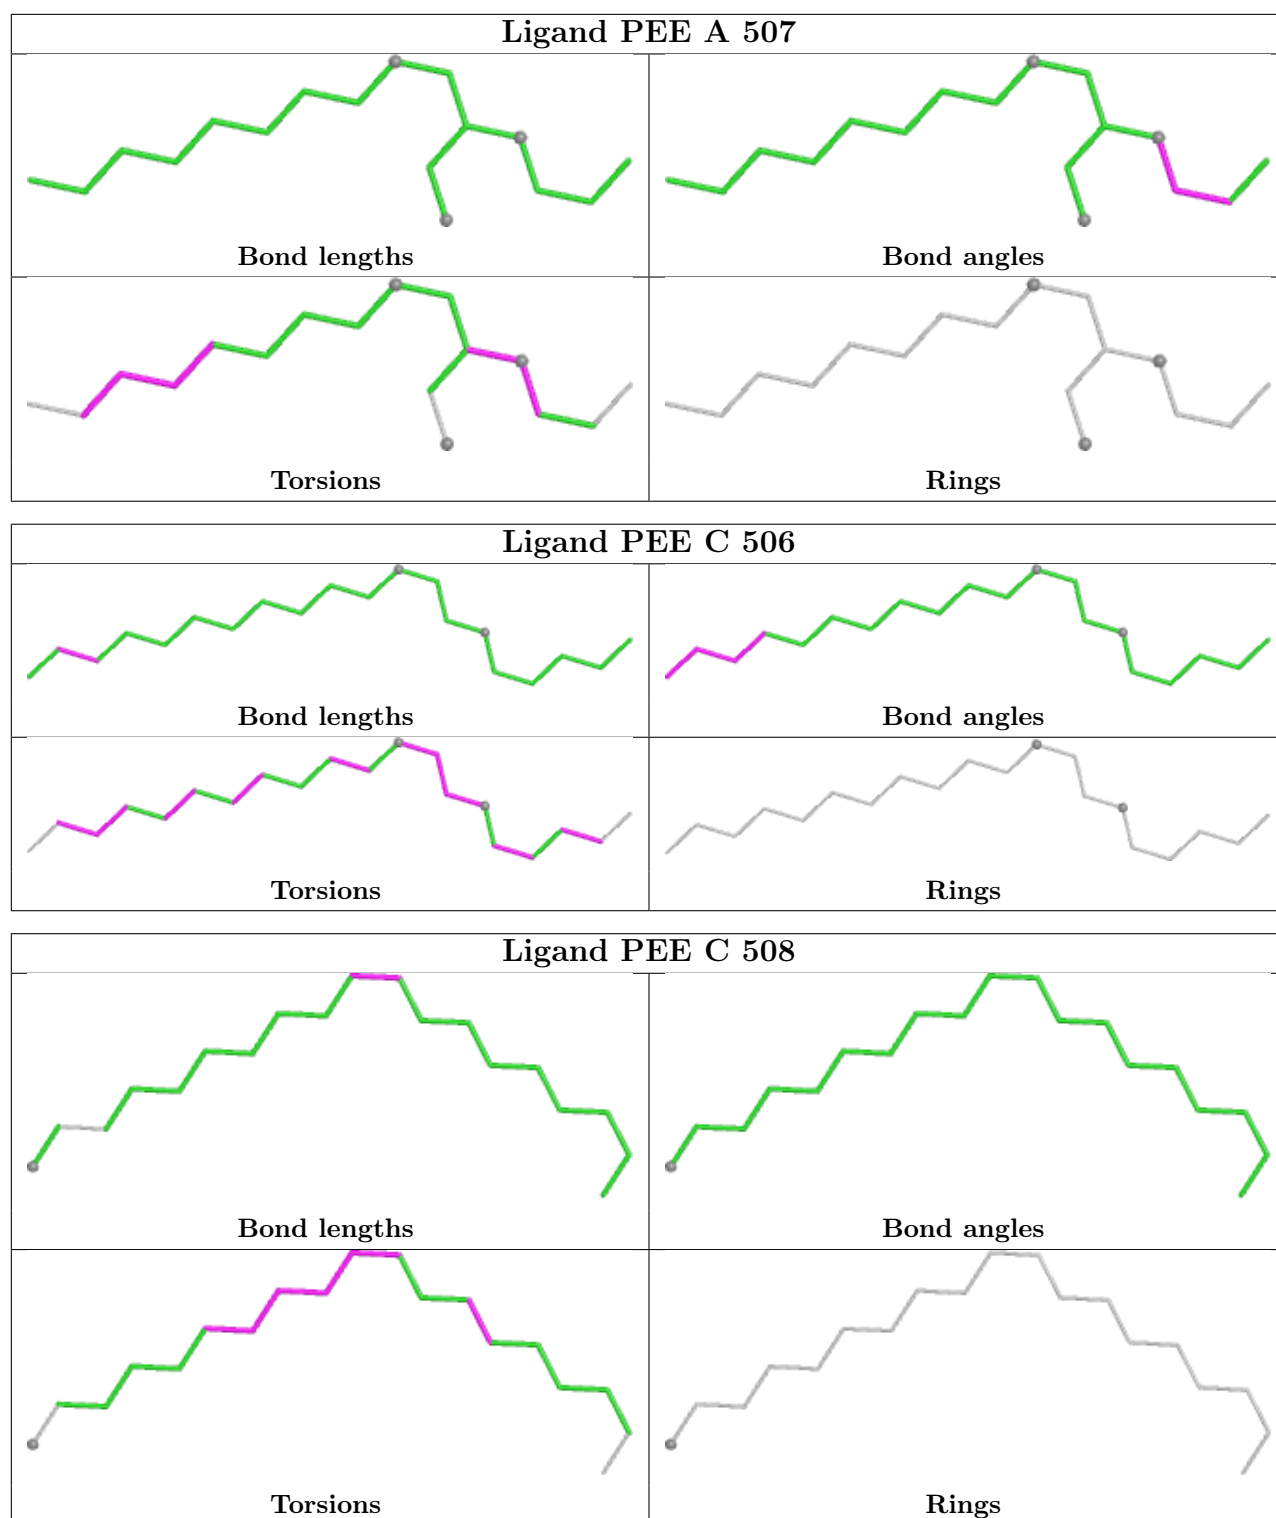 Ligand PEE A 507
Bond lengths
Bond angles
Torsions
Rings
Ligand PEE C 506
Bond lengths
Bond angles
Torsions
Rings
Ligand PEE C 508
Bond lengths
Bond angles
Torsions
Rings